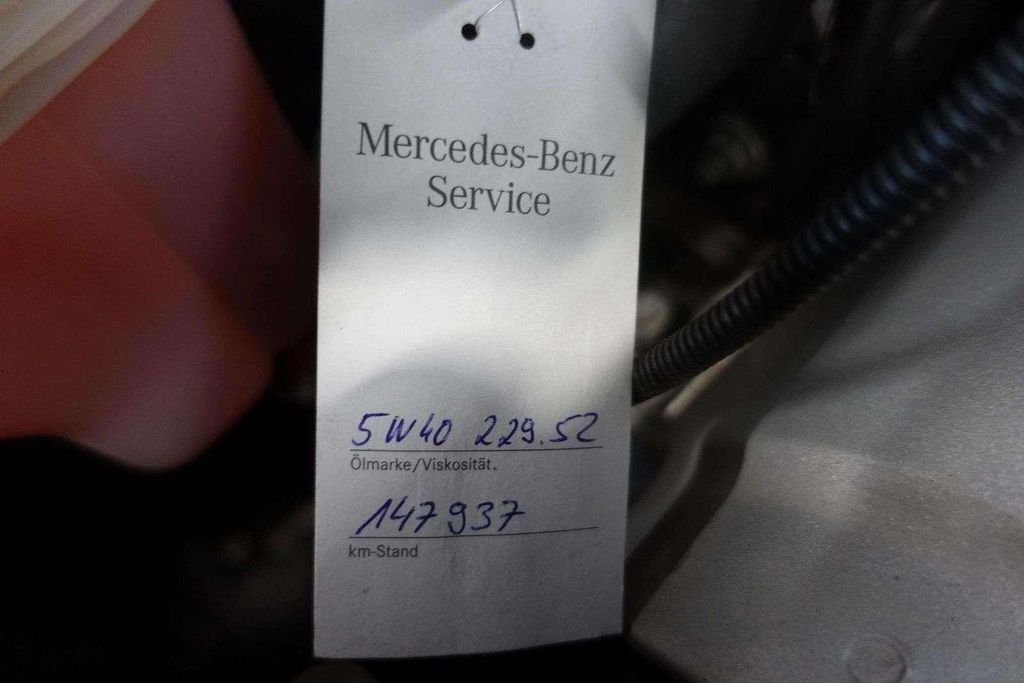 Mercedes-Benz
Service
5W40 229.52
Ölmarke/Viskosität.
147937
km-Stand